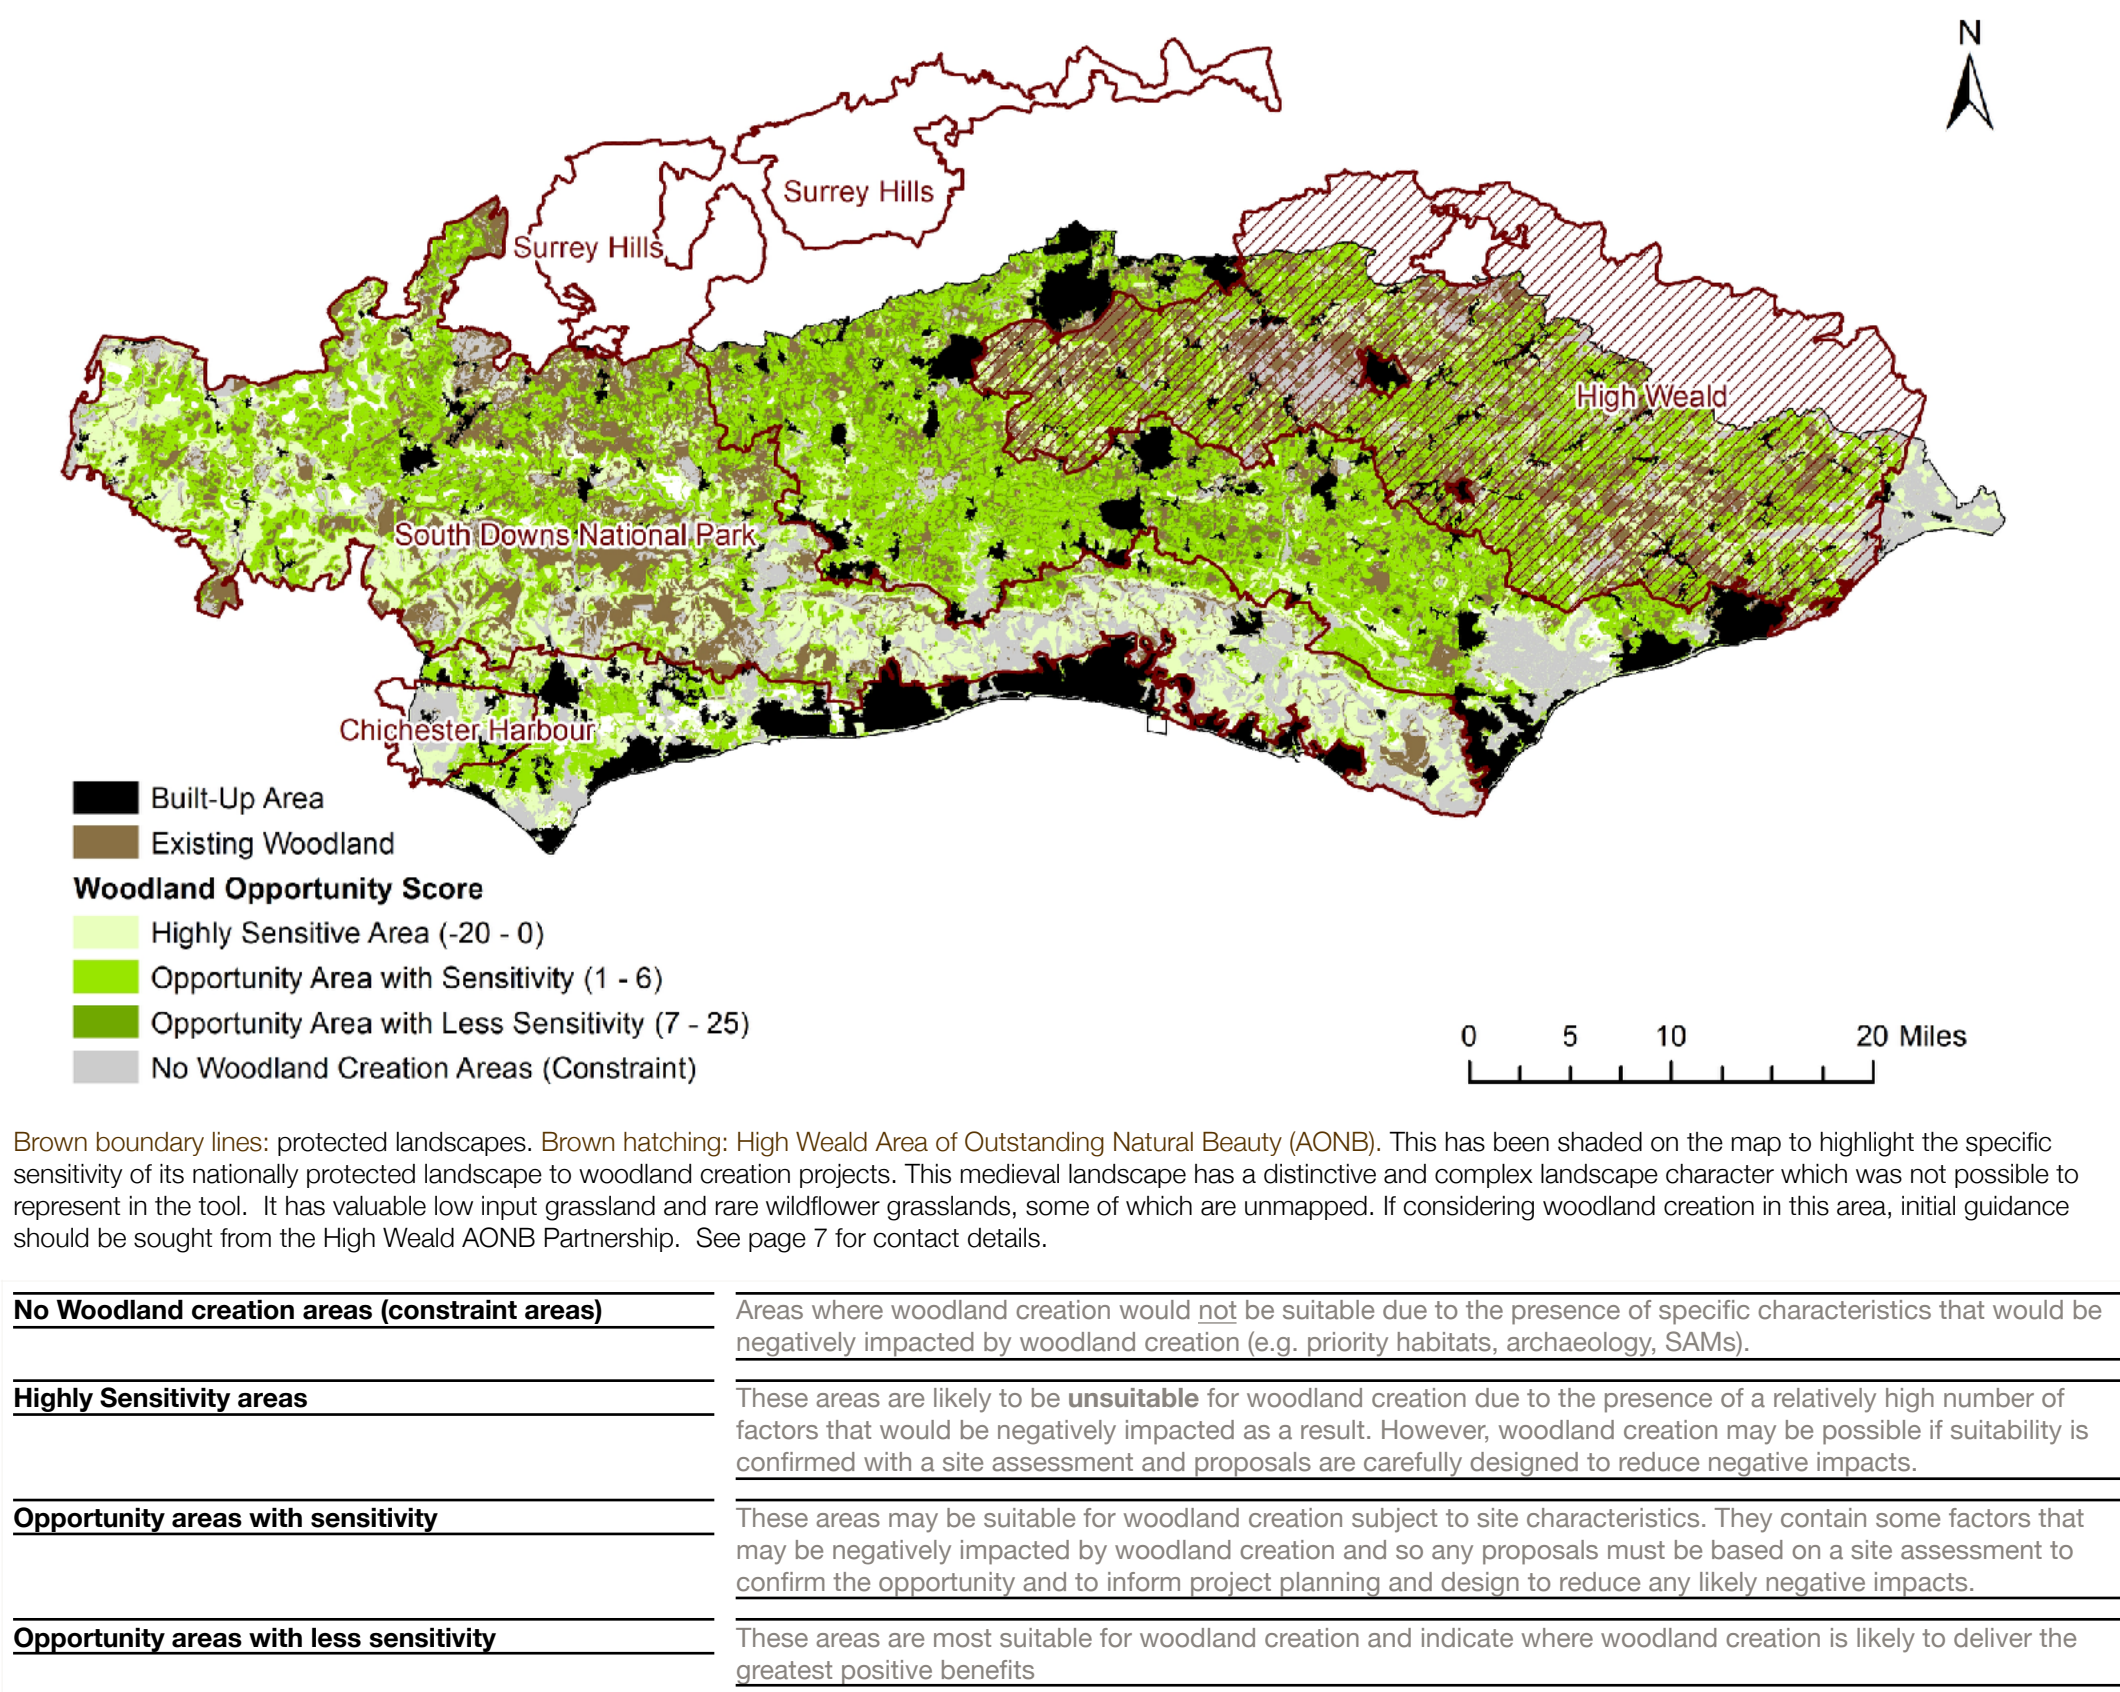 N
Surrey Hills
Surrey Hills
High Weald
South Downs National Park
Chichester Harbour
Built-Up Area
Existing Woodland
Woodland Opportunity Score
Highly Sensitive Area (-20 - 0)
Opportunity Area with Sensitivity (1 - 6)
Opportunity Area with Less Sensitivity (7 - 25)
No Woodland Creation Areas (Constraint)
0 5 10 20 Miles
Brown boundary lines: protected landscapes. Brown hatching: High Weald Area of Outstanding Natural Beauty (AONB). This has been shaded on the map to highlight the specific
sensitivity of its nationally protected landscape to woodland creation projects. This medieval landscape has a distinctive and complex landscape character which was not possible to
represent in the tool. It has valuable low input grassland and rare wildflower grasslands, some of which are unmapped. If considering woodland creation in this area, initial guidance
should be sought from the High Weald AONB Partnership. See page 7 for contact details.
No Woodland creation areas (constraint areas)
Areas where woodland creation would not be suitable due to the presence of specific characteristics that would be
negatively impacted by woodland creation (e.g. priority habitats, archaeology, SAMs).
Highly Sensitivity areas
These areas are likely to be unsuitable for woodland creation due to the presence of a relatively high number of
factors that would be negatively impacted as a result. However, woodland creation may be possible if suitability is
confirmed with a site assessment and proposals are carefully designed to reduce negative impacts.
Opportunity areas with sensitivity
These areas may be suitable for woodland creation subject to site characteristics. They contain some factors that
may be negatively impacted by woodland creation and so any proposals must be based on a site assessment to
confirm the opportunity and to inform project planning and design to reduce any likely negative impacts.
Opportunity areas with less sensitivity
These areas are most suitable for woodland creation and indicate where woodland creation is likely to deliver the
greatest positive benefits